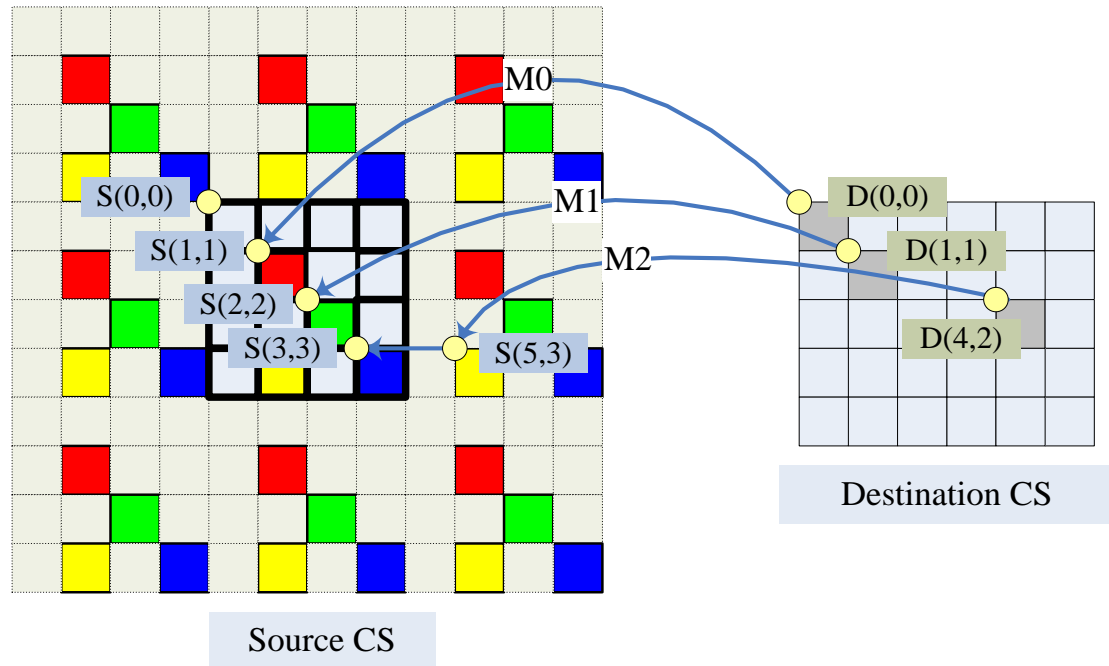 M0
S(0,0)
D(0,0)
M1
S(1,1)
D(1,1)
M2
S(2,2)
D(4,2)
S(3,3)
S(5,3)
Destination CS
Source CS